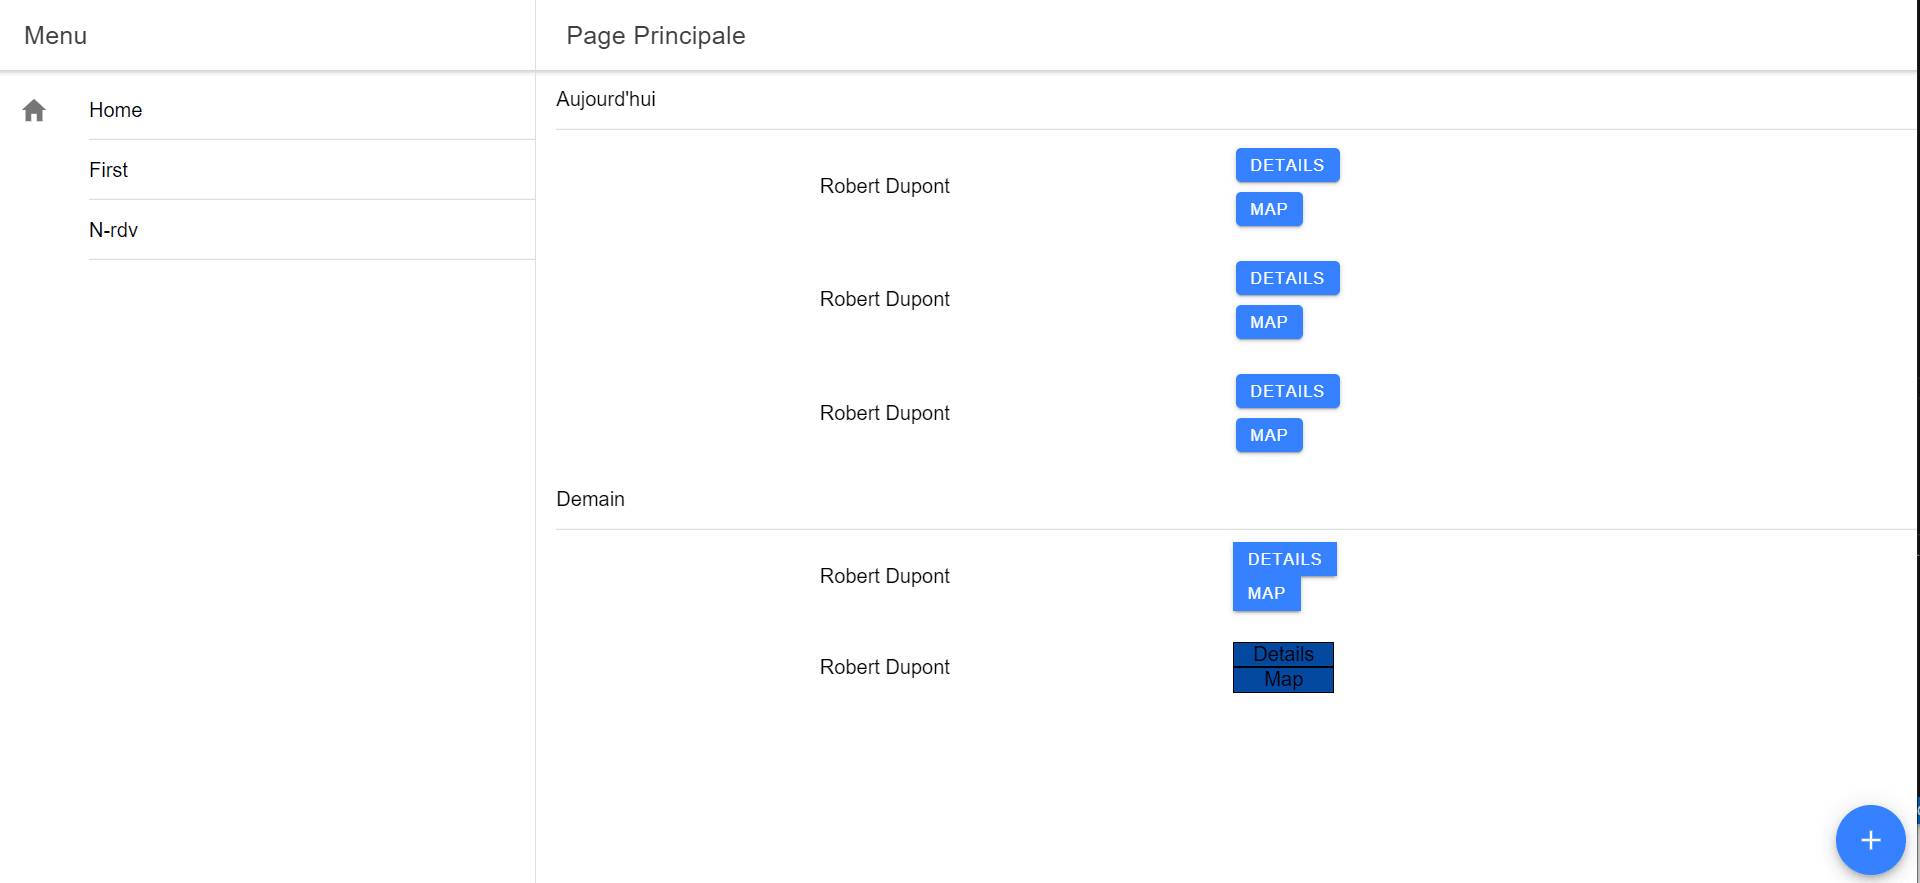 Menu
Page Principale
Home
First
N-rdv
Aujourd'hui
Robert Dupont
DETAILS
MAP
Robert Dupont
DETAILS
MAP
Robert Dupont
DETAILS
MAP
Demain
Robert Dupont
DETAILS
MAP
Robert Dupont
Details
Map